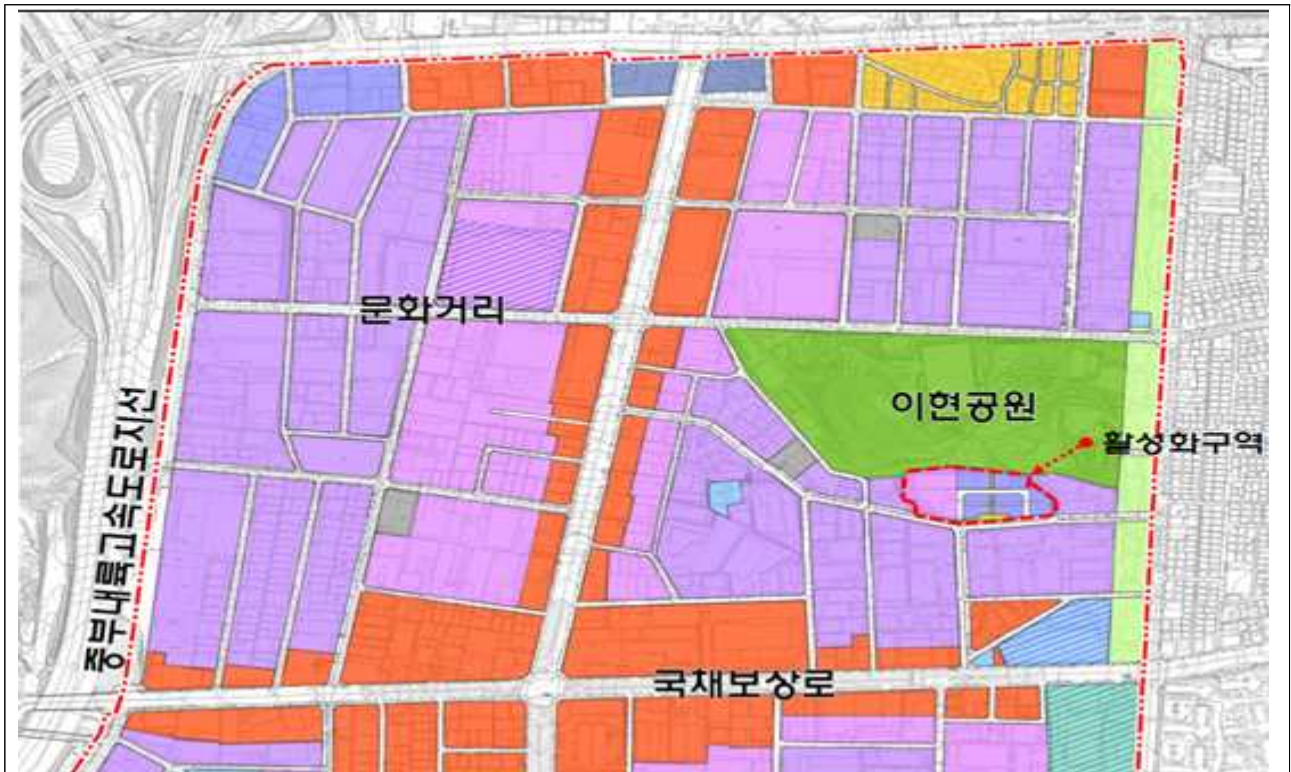 문화거리
이현공원
활성화구역
중부내륙고속도로지선
국채보상로